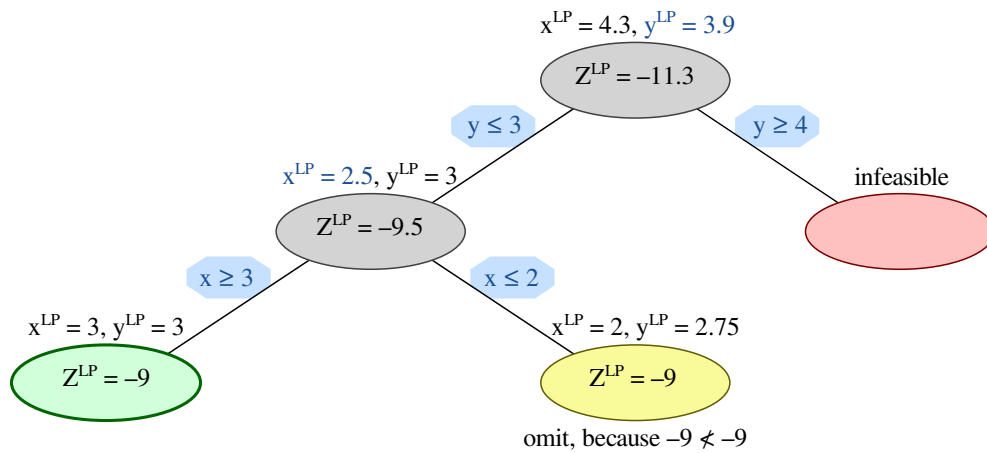 x^LP = 4.3, y^LP = 3.9
Z^LP = –11.3
y ≤ 3
y ≥ 4
x^LP = 2.5, y^LP = 3
infeasible
Z^LP = –9.5
x ≥ 3
x ≤ 2
x^LP = 3, y^LP = 3
x^LP = 2, y^LP = 2.75
Z^LP = –9
Z^LP = –9
omit, because –9 ≮ –9